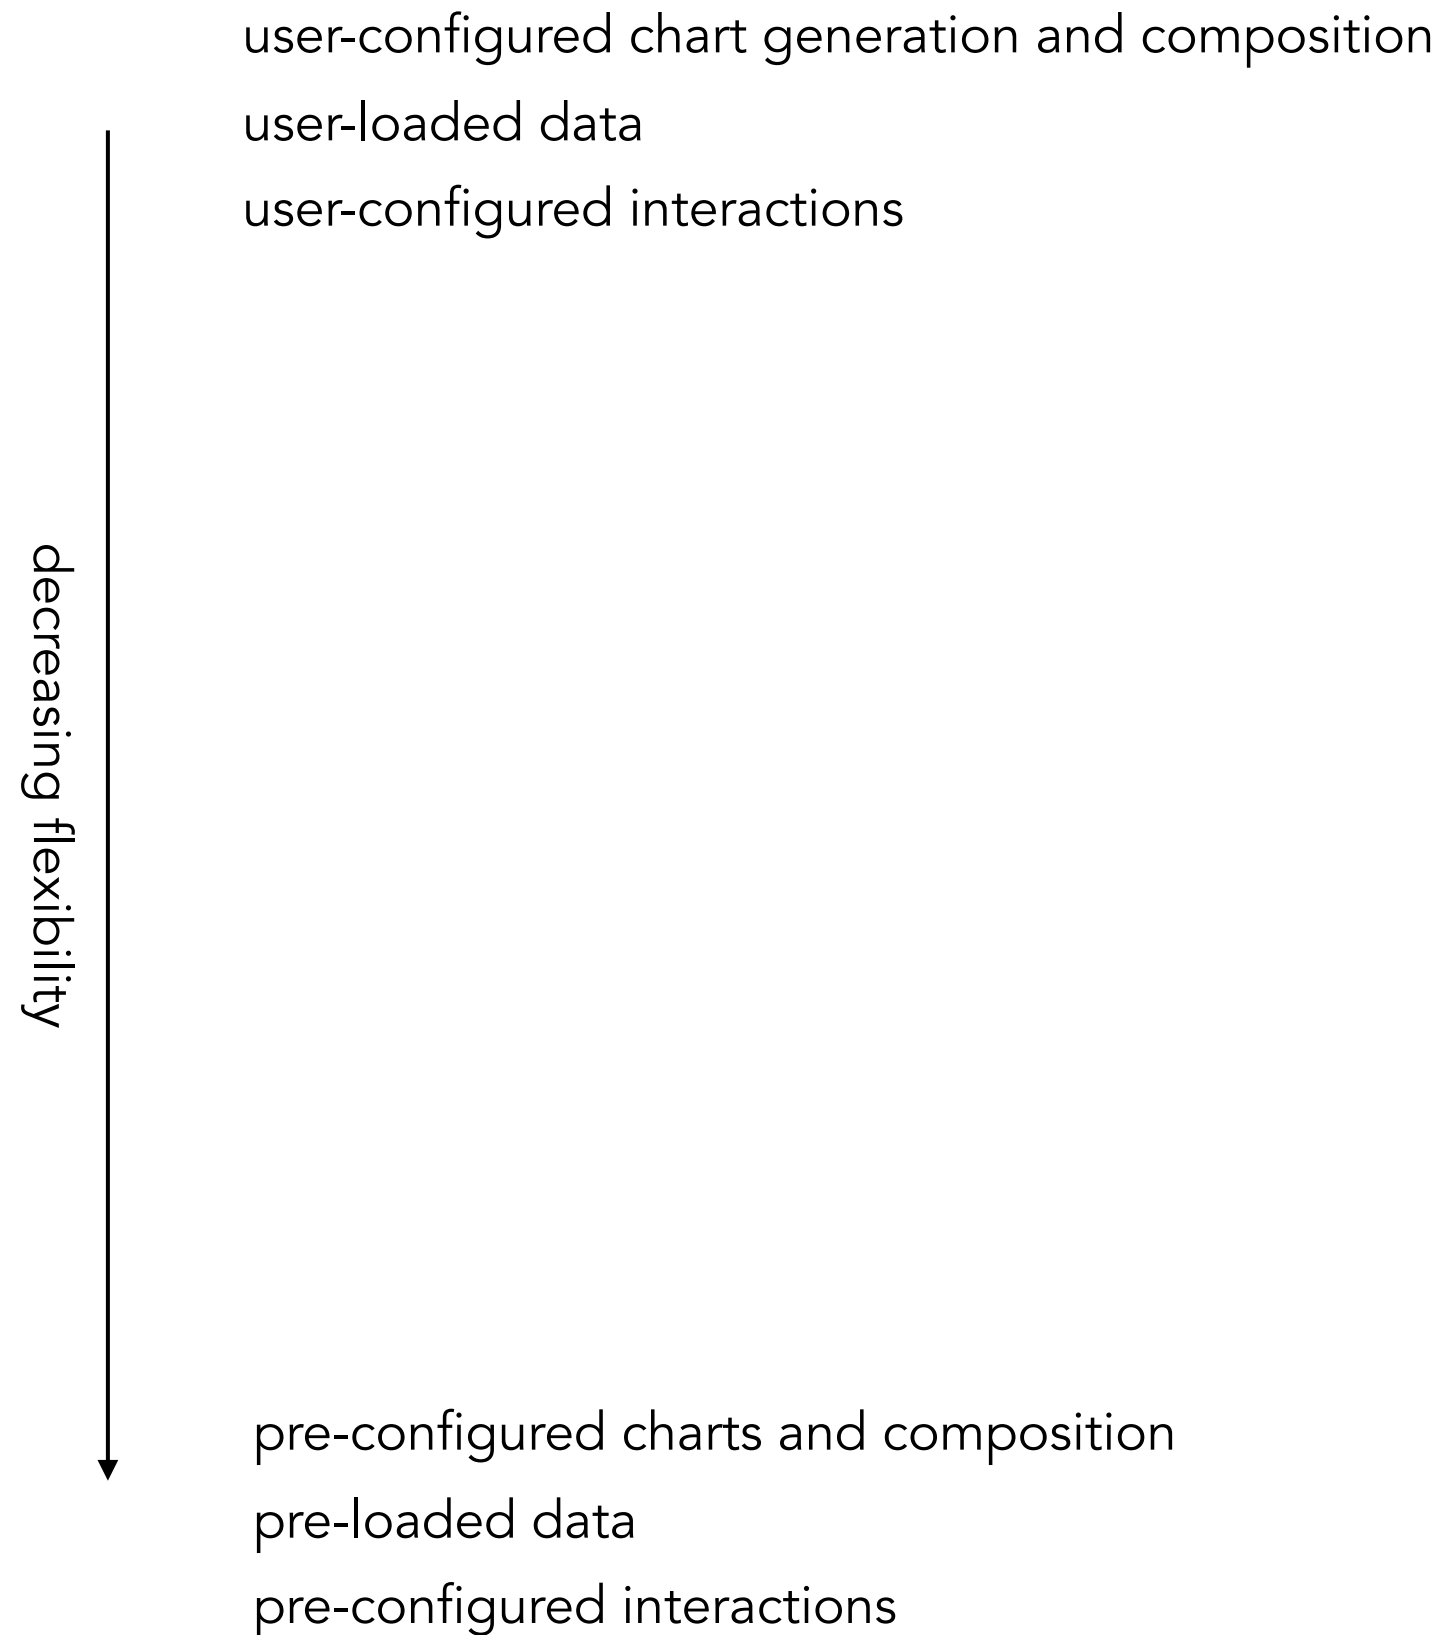 user-configured chart generation and composition
user-loaded data
user-configured interactions
decreasing flexibility
pre-configured charts and composition
pre-loaded data
pre-configured interactions